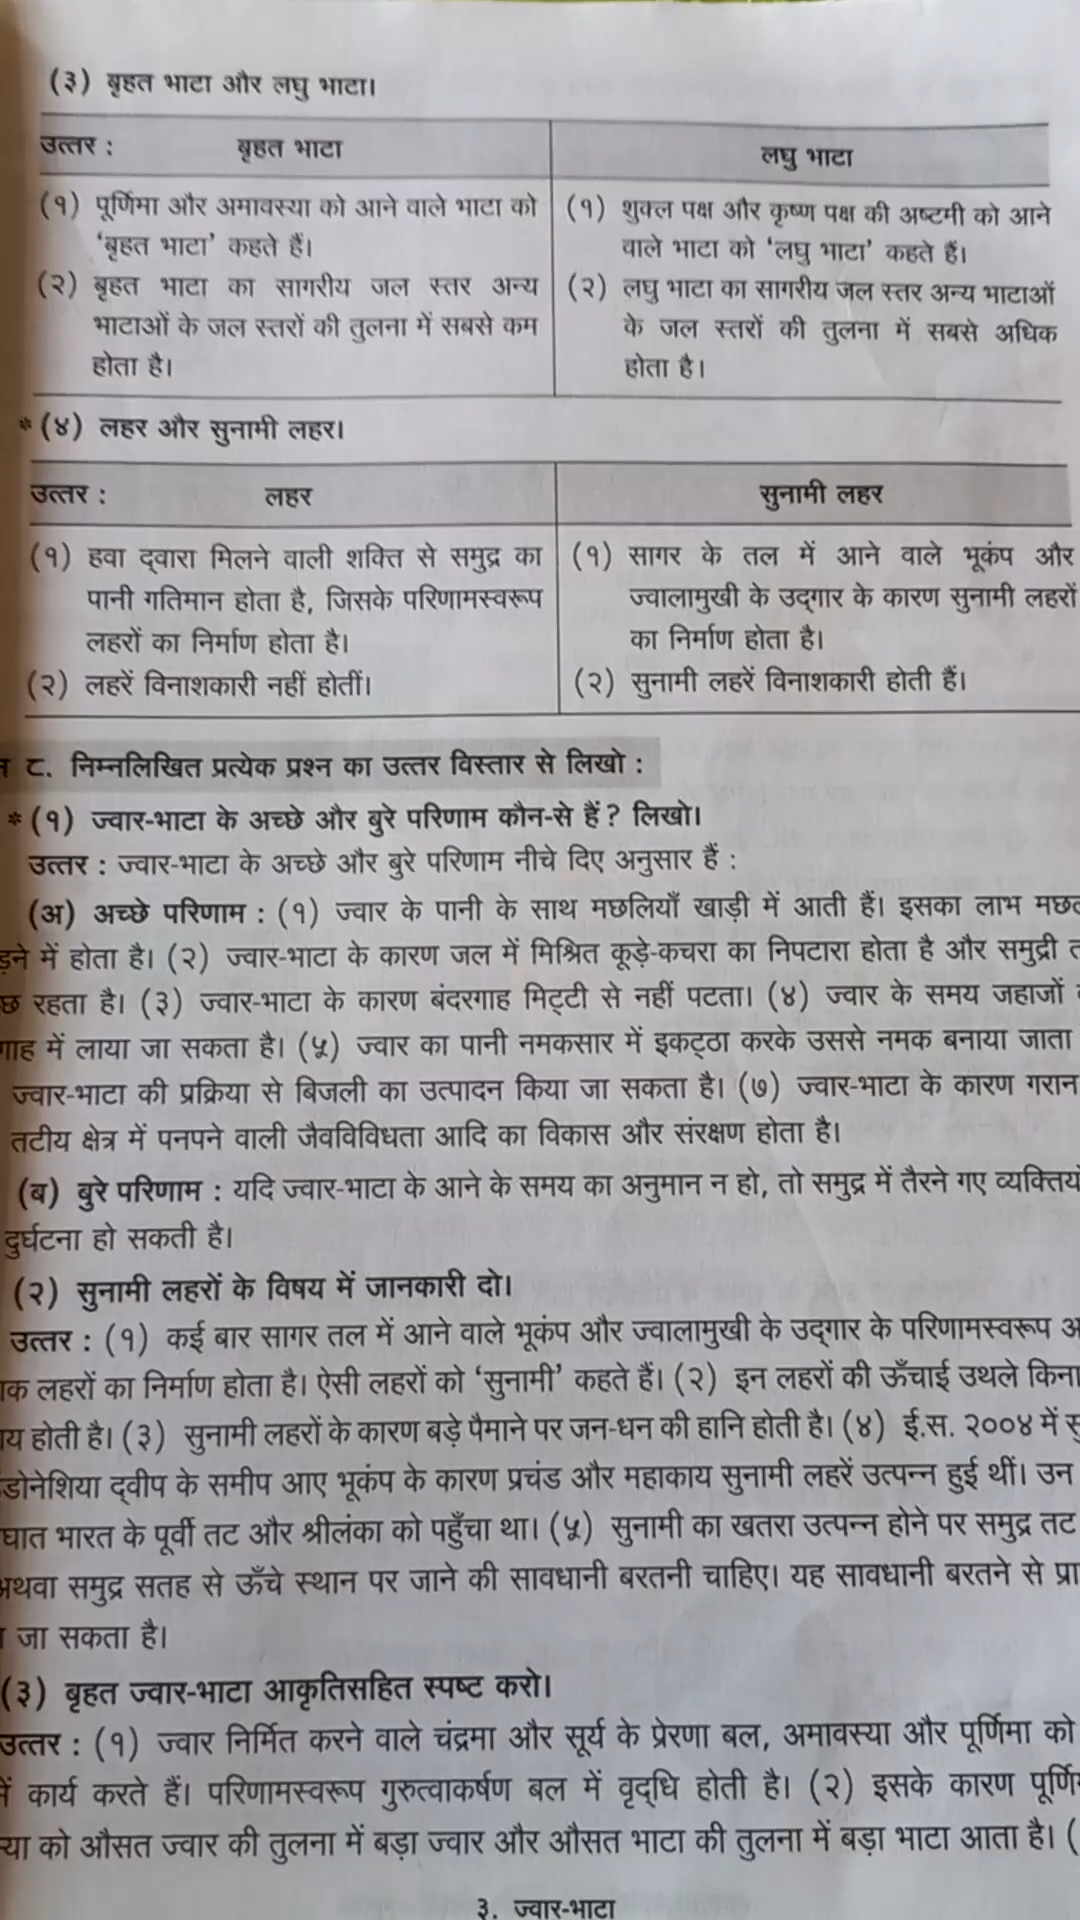 (३) बृहत भाटा और लघु भाटा।
उत्तर : बृहत भाटा
लघु भाटा
(१) पूर्णिमा और अमावस्या को आने वाले भाटा को
‘बृहत भाटा’ कहते हैं।
(२) बृहत भाटा का सागरीय जल स्तर अन्य
भाटाओं के जल स्तरों की तुलना में सबसे कम
होता है।
(१) शुक्ल पक्ष और कृष्ण पक्ष की अष्टमी को आने
वाले भाटा को ‘लघु भाटा’ कहते हैं।
(२) लघु भाटा का सागरीय जल स्तर अन्य भाटाओं
के जल स्तरों की तुलना में सबसे अधिक
होता है।
* (४) लहर और सुनामी लहर।
उत्तर : लहर
सुनामी लहर
(१) हवा द्वारा मिलने वाली शक्ति से समुद्र का
पानी गतिमान होता है, जिसके परिणामस्वरूप
लहरों का निर्माण होता है।
(२) लहरें विनाशकारी नहीं होतीं।
(१) सागर के तल में आने वाले भूकंप और
ज्वालामुखी के उद्गार के कारण सुनामी लहरों
का निर्माण होता है।
(२) सुनामी लहरें विनाशकारी होती हैं।
८. निम्नलिखित प्रत्येक प्रश्न का उत्तर विस्तार से लिखो :
* (१) ज्वार-भाटा के अच्छे और बुरे परिणाम कौन-से हैं ? लिखो।
उत्तर : ज्वार-भाटा के अच्छे और बुरे परिणाम नीचे दिए अनुसार हैं :
(अ) अच्छे परिणाम : (१) ज्वार के पानी के साथ मछलियाँ खाड़ी में आती हैं। इसका लाभ
में होता है। (२) ज्वार-भाटा के कारण जल में मिश्रित कूड़े-कचरा का निपटारा होता है और समुद्री
रहता है। (३) ज्वार-भाटा के कारण बंदरगाह मिट्टी से नहीं पटता। (४) ज्वार के समय जहाजों
में लाया जा सकता है। (५) ज्वार का पानी नमकसार में इकट्ठा करके उससे नमक बनाया जाता
ज्वार-भाटा की प्रक्रिया से बिजली का उत्पादन किया जा सकता है। (७) ज्वार-भाटा के कारण गरान
तटीय क्षेत्र में पनपने वाली जैवविविधता आदि का विकास और संरक्षण होता है।
(ब) बुरे परिणाम : यदि ज्वार-भाटा के आने के समय का अनुमान न हो, तो समुद्र में तैरने गए
दुर्घटना हो सकती है।
(२) सुनामी लहरों के विषय में जानकारी दो।
उत्तर : (१) कई बार सागर तल में आने वाले भूकंप और ज्वालामुखी के उद्गार के परिणामस्वरूप
लहरों का निर्माण होता है। ऐसी लहरों को ‘सुनामी’ कहते हैं। (२) इन लहरों की ऊँचाई उथले
होती है। (३) सुनामी लहरों के कारण बड़े पैमाने पर जन-धन की हानि होती है। (४) ई.स. २००४ में
द्वीप के समीप आए भूकंप के कारण प्रचंड और महाकाय सुनामी लहरें उत्पन्न हुई थीं। उन
भारत के पूर्वी तट और श्रीलंका को पहुँचा था। (५) सुनामी का खतरा उत्पन्न होने पर समुद्र तट
अथवा समुद्र सतह से ऊँचे स्थान पर जाने की सावधानी बरतनी चाहिए। यह सावधानी बरतने से
जा सकता है।
(३) बृहत ज्वार-भाटा आकृतिसहित स्पष्ट करो।
उत्तर : (१) ज्वार निर्मित करने वाले चंद्रमा और सूर्य के प्रेरणा बल, अमावस्या और पूर्णिमा को
में कार्य करते हैं। परिणामस्वरूप गुरुत्वाकर्षण बल में वृद्धि होती है। (२) इसके कारण
को औसत ज्वार की तुलना में बड़ा ज्वार और औसत भाटा की तुलना में बड़ा भाटा आता है। (
३. ज्वार-भाटा